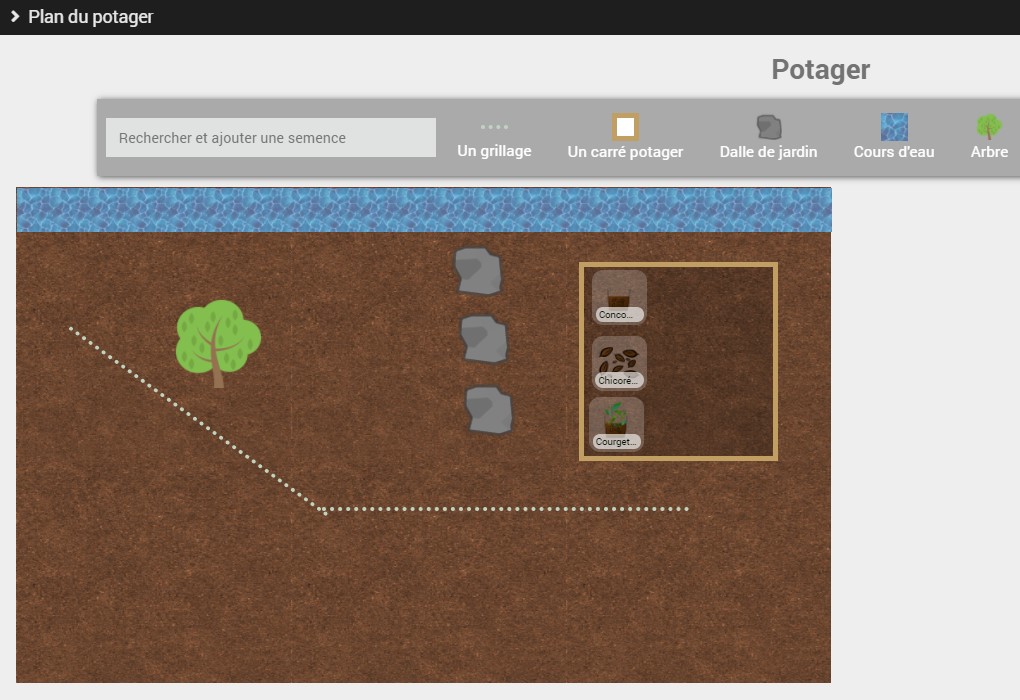 Plan du potager
Potager
Rechercher et ajouter une semence
Un grillage
Un carré potager
Dalle de jardin
Cours d'eau
Arbre
Conco...
Chicoré...
Courget...